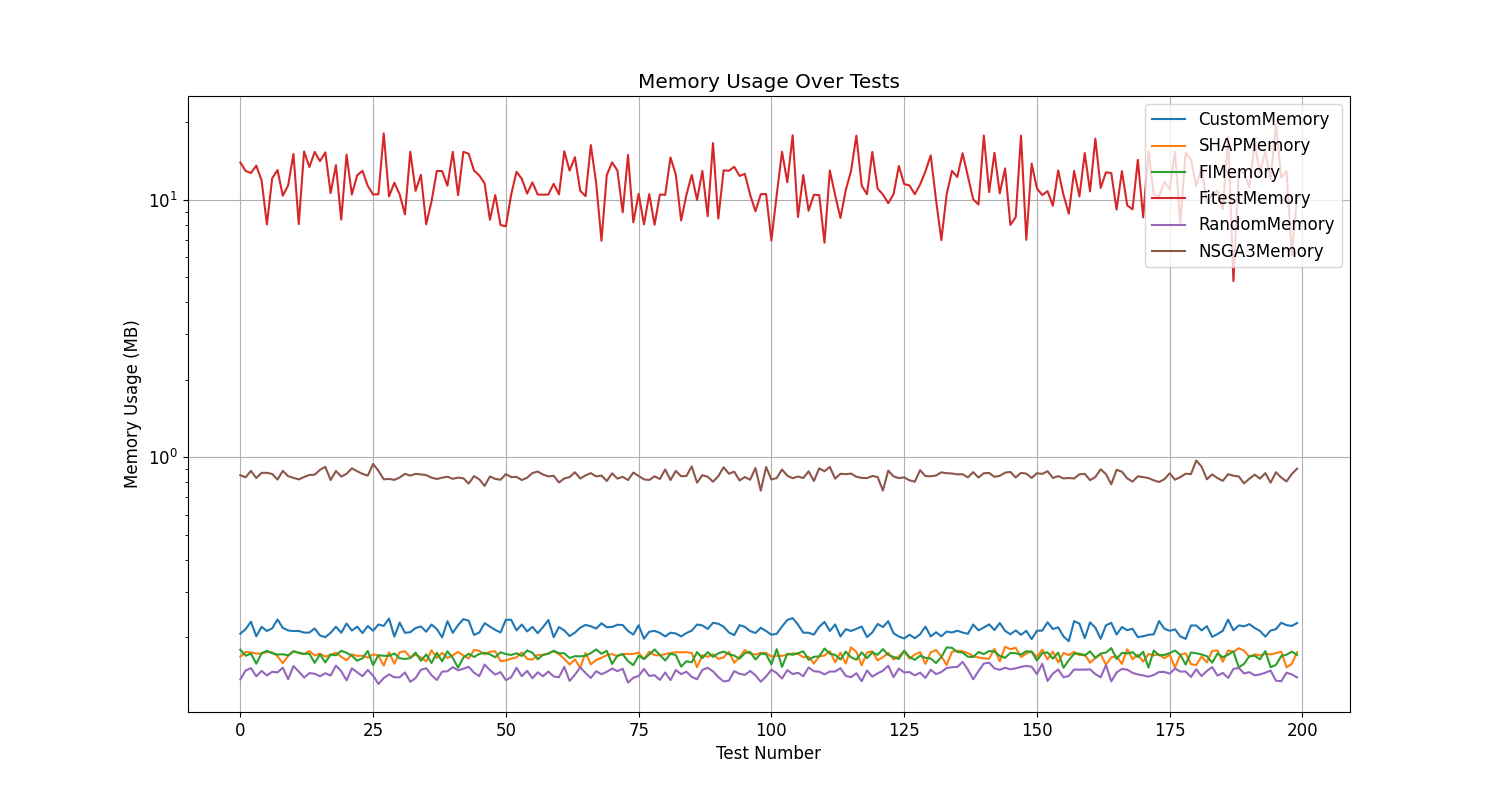 Memory Usage Over Tests
Memory Usage (MB)
10¹
10⁰
CustomMemory
SHAPMemory
FIMemory
FitestMemory
RandomMemory
NSGA3Memory
0 25 50 75 100 125 150 175 200
Test Number